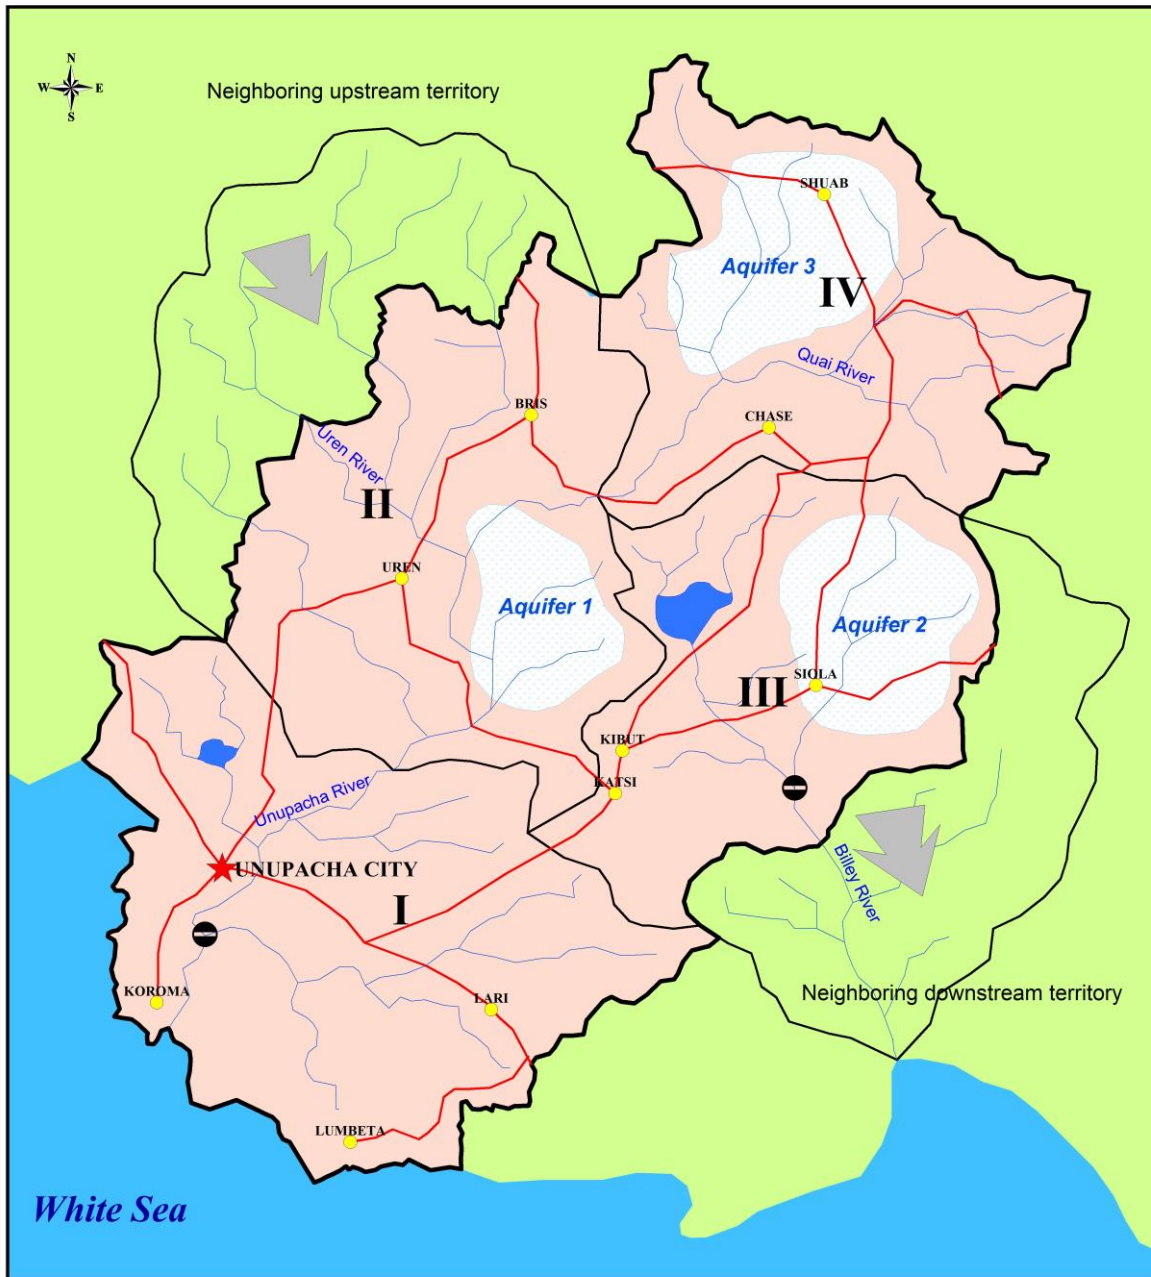 N
W E
S
Neighboring upstream territory
SHUAB
Aquifer 3
IV
Quai River
BRIS
CHASE
Uren River
II
UREN
Aquifer 1
Aquifer 2
SIOLA
III
KIBUT
KATSI
Unupacha River
UNUPACHA CITY
Billey River
I
KOROMA
LARI
Neighboring downstream territory
LUMBETA
White Sea